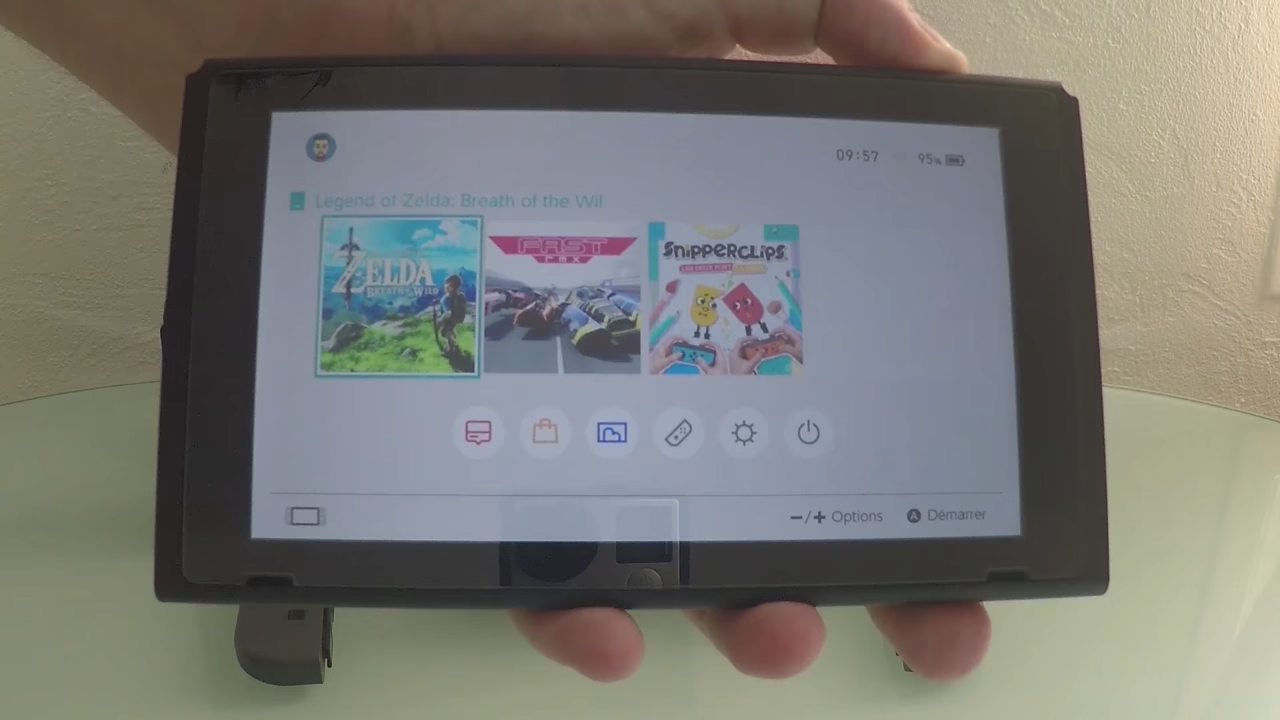 09:57 95%
Legend of Zelda: Breath of the Wil
ZELDA
BREATH OF THE WILD
FAST
RMX
SNIPPERCLIPS
-/+ Options A Démarrer